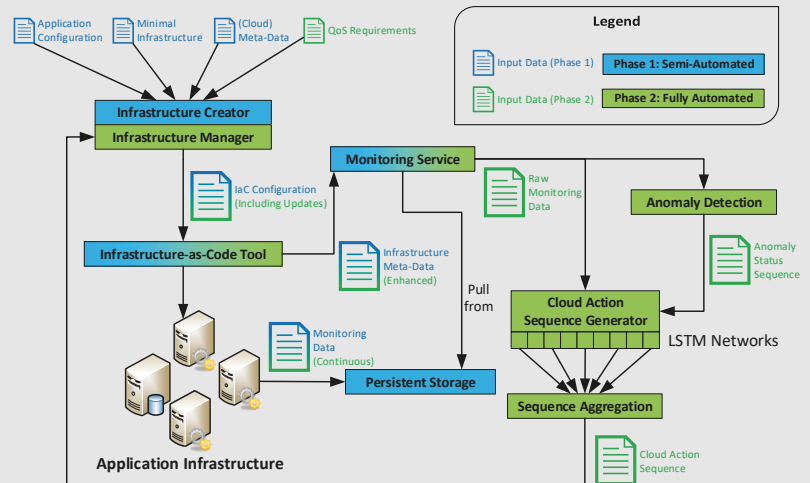 Application
Configuration
Minimal
Infrastructure
(Cloud)
Meta-Data
QoS Requirements
Legend
Input Data (Phase 1)
Phase 1: Semi-Automated
Input Data (Phase 2)
Phase 2: Fully Automated
Infrastructure Creator
Infrastructure Manager
Monitoring Service
IaC Configuration
(Including Updates)
Raw
Monitoring
Data
Anomaly Detection
Infrastructure-as-Code Tool
Infrastructure
Meta-Data
(Enhanced)
Anomaly
Status
Sequence
Pull
from
Cloud Action
Sequence Generator
LSTM Networks
Monitoring
Data
(Continuous)
Persistent Storage
Sequence Aggregation
Application Infrastructure
Cloud Action
Sequence